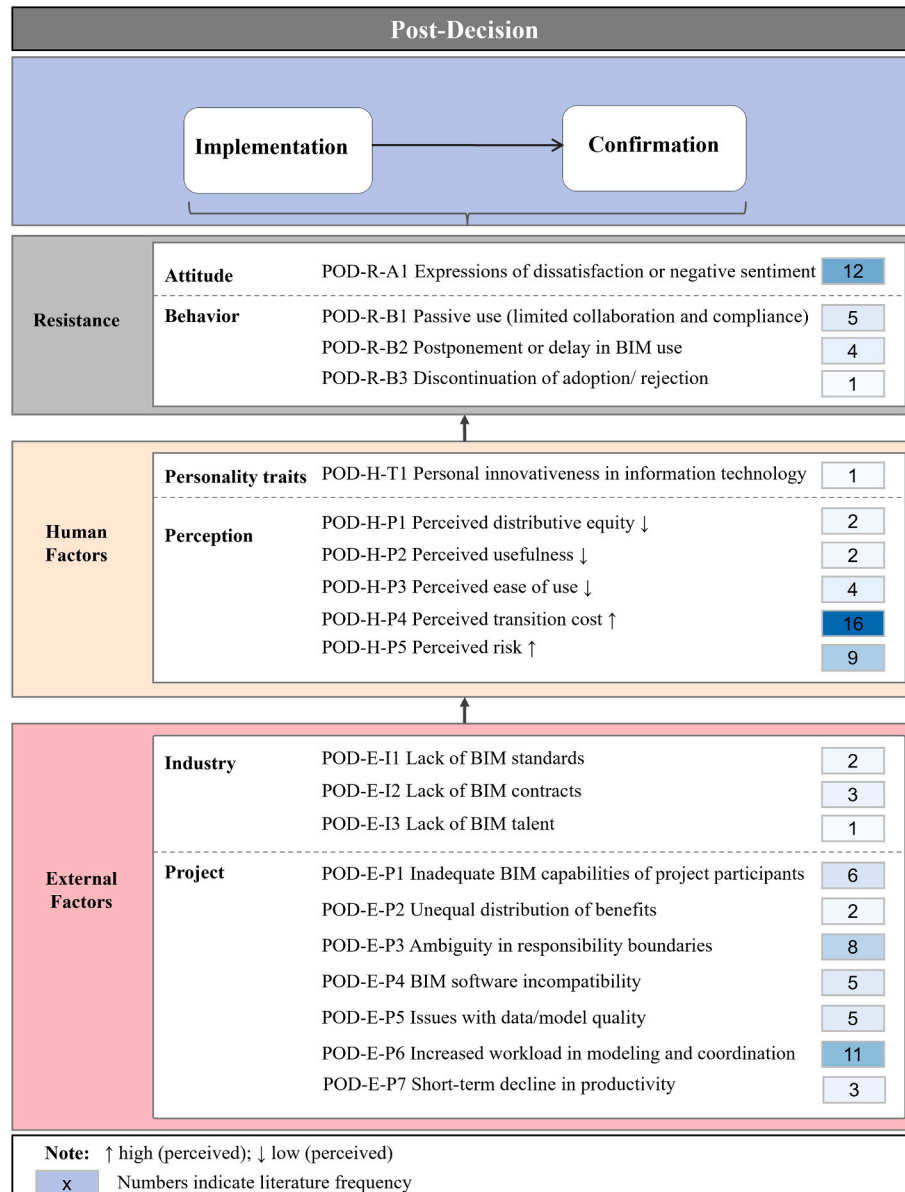 Post-Decision
Implementation
Confirmation
Resistance
Attitude
POD-R-A1 Expressions of dissatisfaction or negative sentiment 12
Behavior
POD-R-B1 Passive use (limited collaboration and compliance) 5
POD-R-B2 Postponement or delay in BIM use 4
POD-R-B3 Discontinuation of adoption/ rejection 1
Human
Factors
Personality traits
POD-H-T1 Personal innovativeness in information technology 1
Perception
POD-H-P1 Perceived distributive equity ↓ 2
POD-H-P2 Perceived usefulness ↓ 2
POD-H-P3 Perceived ease of use ↓ 4
POD-H-P4 Perceived transition cost ↑ 16
POD-H-P5 Perceived risk ↑ 9
External
Factors
Industry
POD-E-I1 Lack of BIM standards 2
POD-E-I2 Lack of BIM contracts 3
POD-E-I3 Lack of BIM talent 1
Project
POD-E-P1 Inadequate BIM capabilities of project participants 6
POD-E-P2 Unequal distribution of benefits 2
POD-E-P3 Ambiguity in responsibility boundaries 8
POD-E-P4 BIM software incompatibility 5
POD-E-P5 Issues with data/model quality 5
POD-E-P6 Increased workload in modeling and coordination 11
POD-E-P7 Short-term decline in productivity 3
Note: ↑ high (perceived); ↓ low (perceived)
x Numbers indicate literature frequency